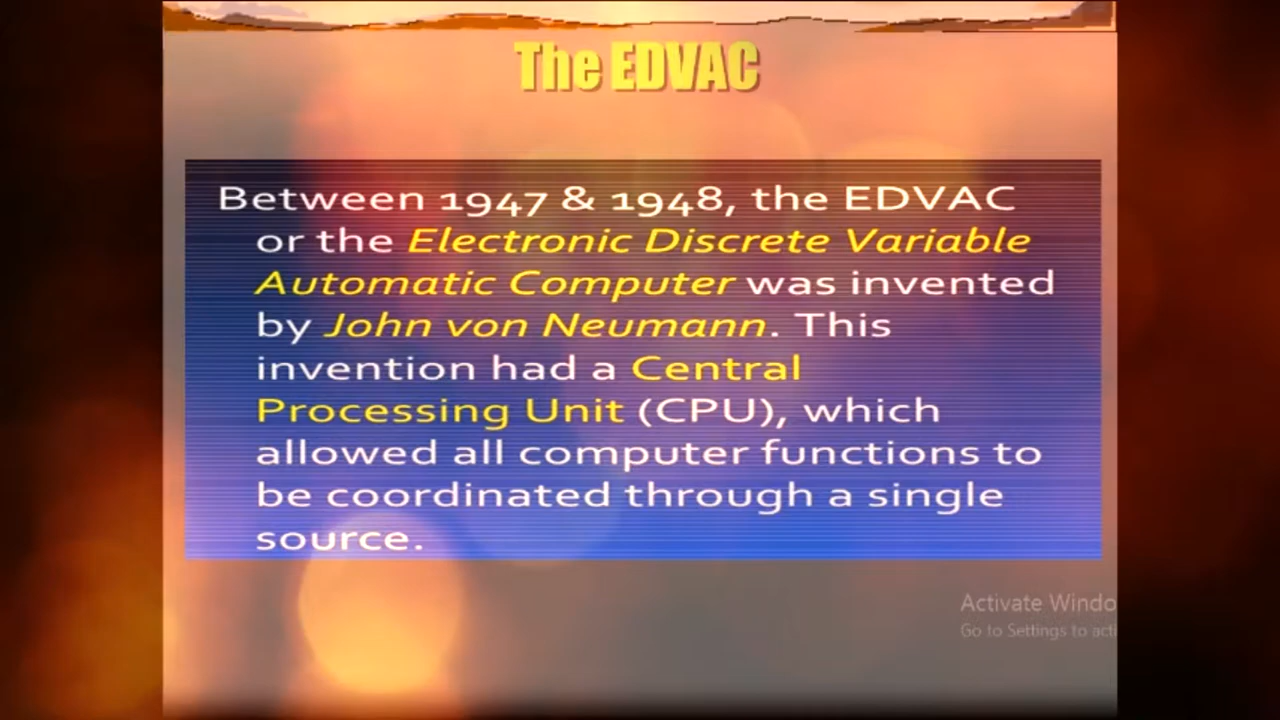 The EDVAC
Between 1947 & 1948, the EDVAC
or the Electronic Discrete Variable
Automatic Computer was invented
by John von Neumann. This
invention had a Central
Processing Unit (CPU), which
allowed all computer functions to
be coordinated through a single
source.
Activate Windo
Go to Settings to acti